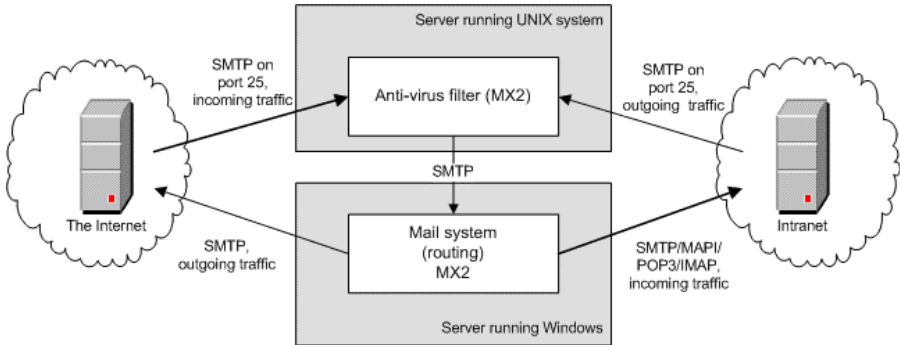 Server running UNIX system
SMTP on
port 25,
incoming traffic
Anti-virus filter (MX2)
SMTP on
port 25,
outgoing traffic
SMTP
The Internet
Intranet
Mail system
(routing)
MX2
SMTP,
outgoing traffic
SMTP/MAPI/
POP3/IMAP,
incoming traffic
Server running Windows